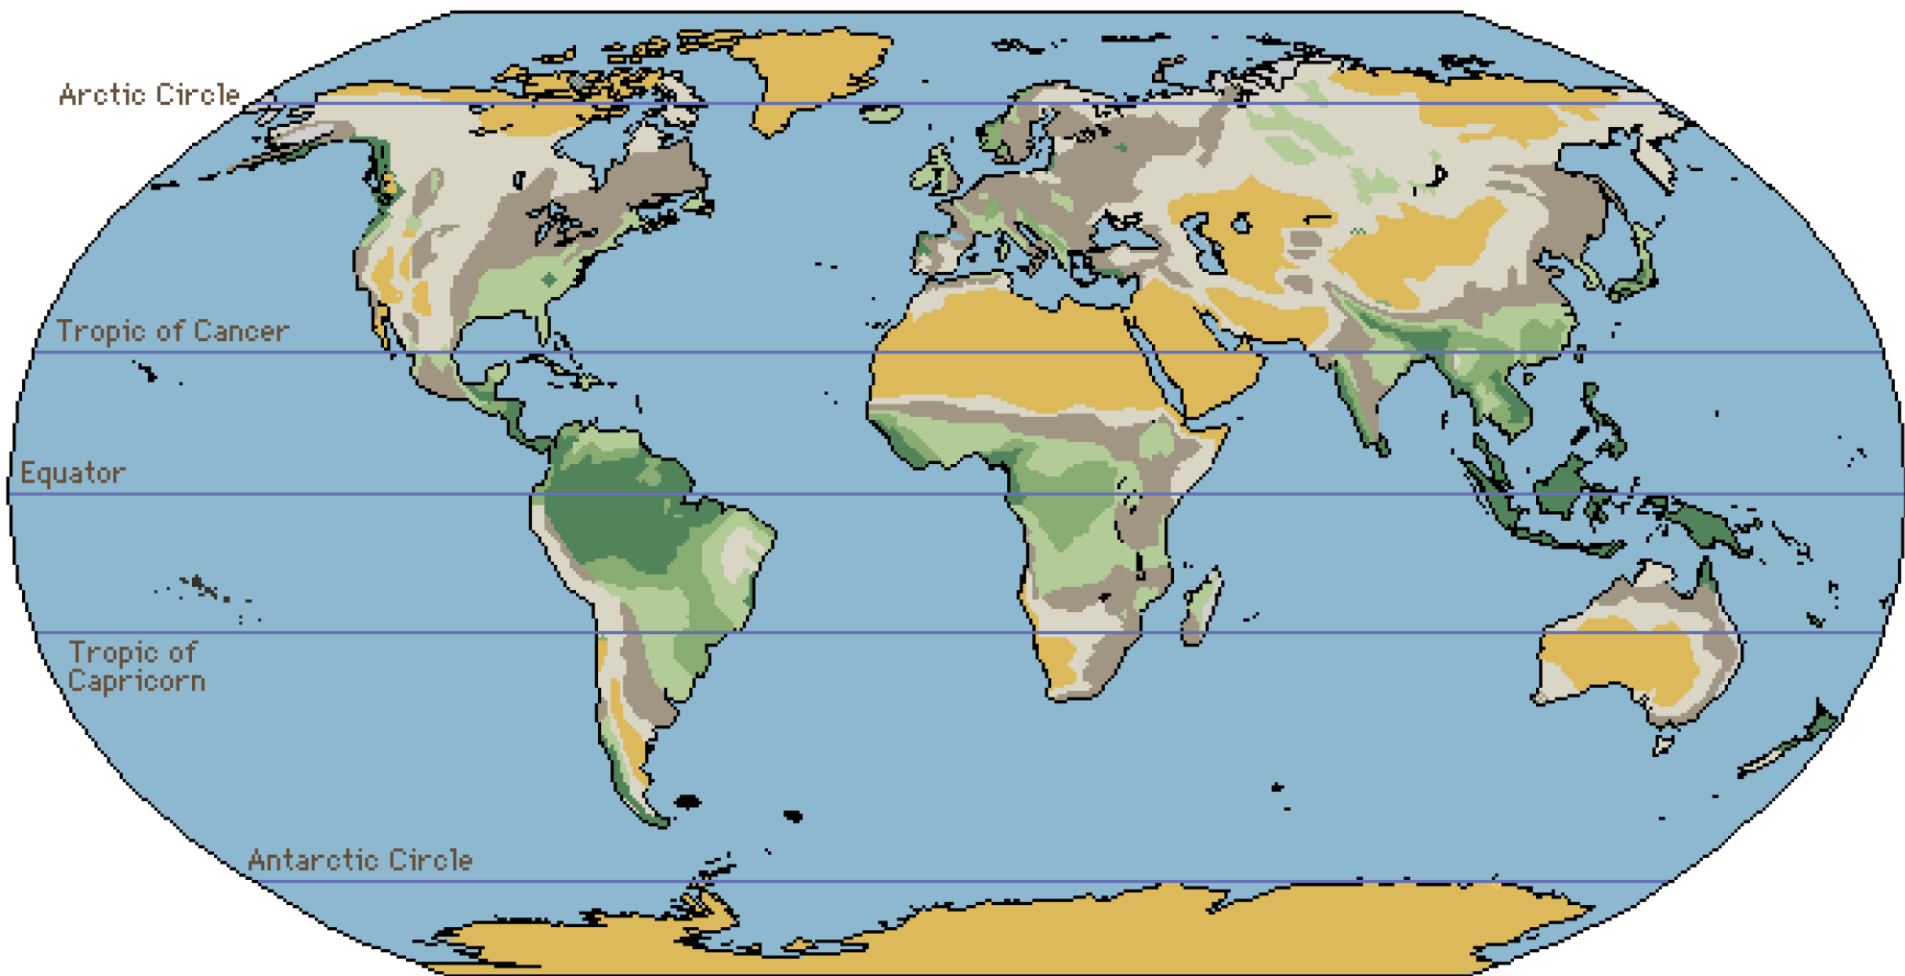 Arctic Circle
Tropic of Cancer
Equator
Tropic of
Capricorn
Antarctic Circle